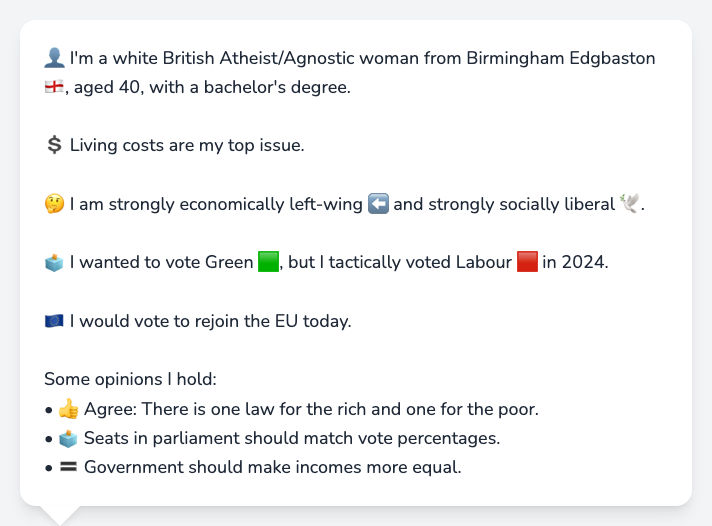 👤 I'm a white British Atheist/Agnostic woman from Birmingham Edgbaston
🏴󠁧󠁢󠁥󠁮󠁧󠁿, aged 40, with a bachelor's degree.
💲 Living costs are my top issue.
🤔 I am strongly economically left-wing ⬅️ and strongly socially liberal 🕊️.
🗳️ I wanted to vote Green 🟩, but I tactically voted Labour 🟥 in 2024.
🇪🇺 I would vote to rejoin the EU today.
Some opinions I hold:
• 👍 Agree: There is one law for the rich and one for the poor.
• 🗳️ Seats in parliament should match vote percentages.
• 🟰 Government should make incomes more equal.